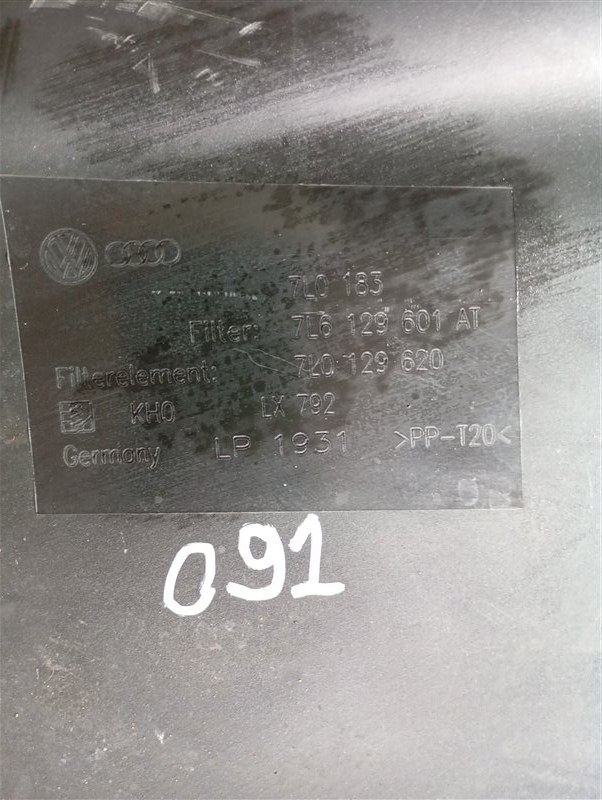 7L0 183
Filter: 7L6 129 601 AT
Filterelement: 7L0 129 620
KHO LX 792
Germany LP 1931 >PP-T20<
091